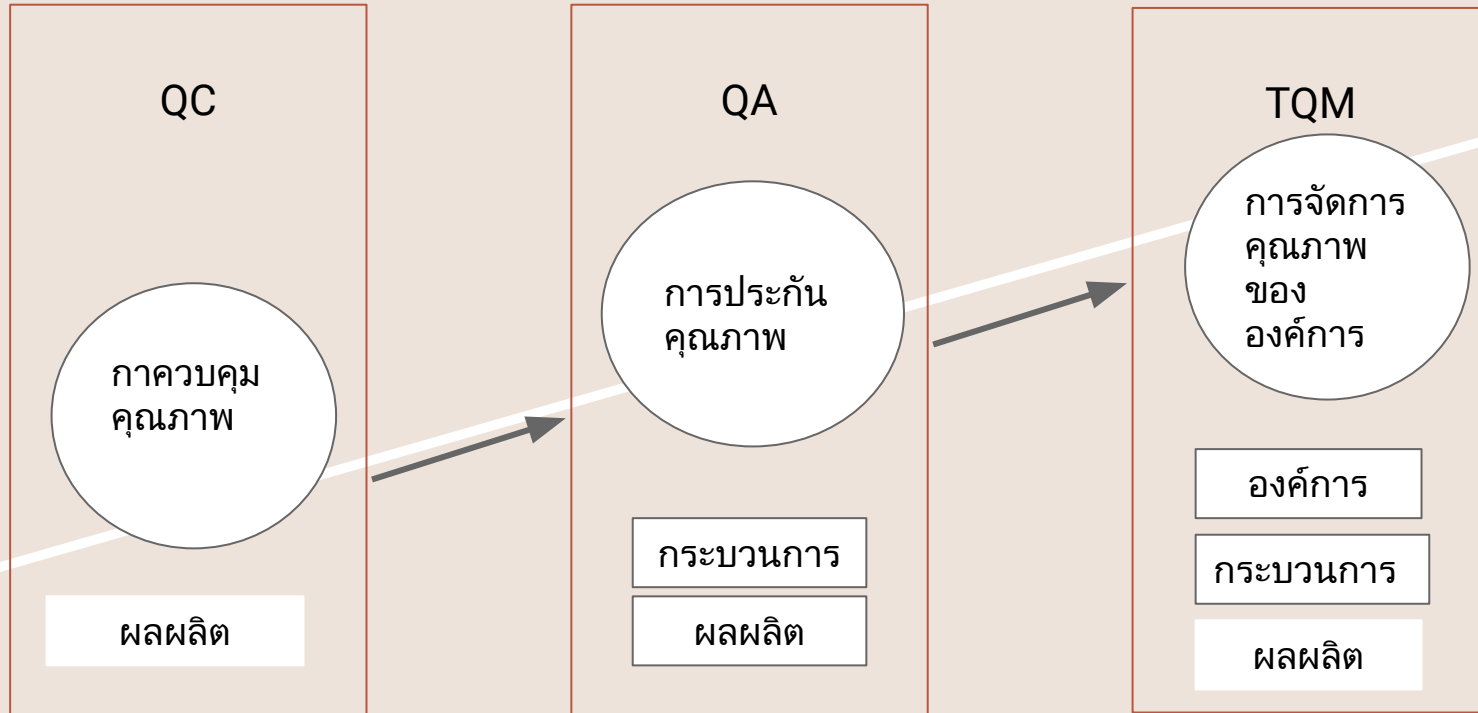 QC
กาควบคุม
คุณภาพ
ผลผลิต
QA
การประกัน
คุณภาพ
กระบวนการ
ผลผลิต
TQM
การจัดการ
คุณภาพ
ของ
องค์การ
องค์การ
กระบวนการ
ผลผลิต